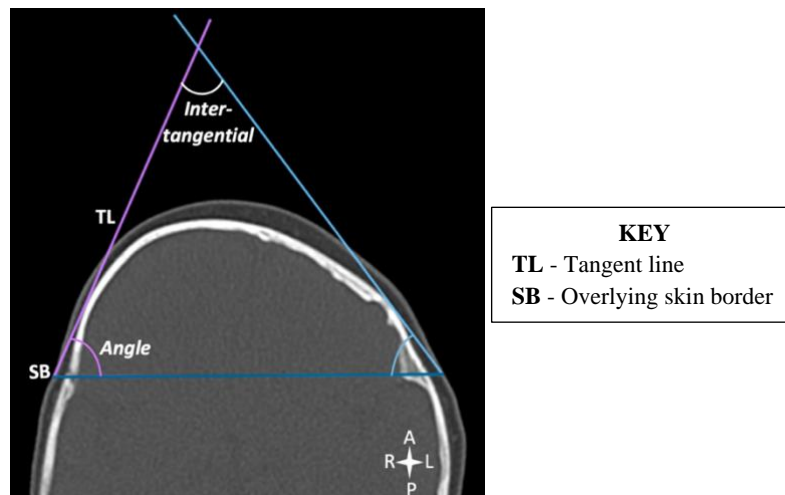 Inter-
tangential
TL
Angle
SB
A
R L
P
KEY
TL - Tangent line
SB - Overlying skin border